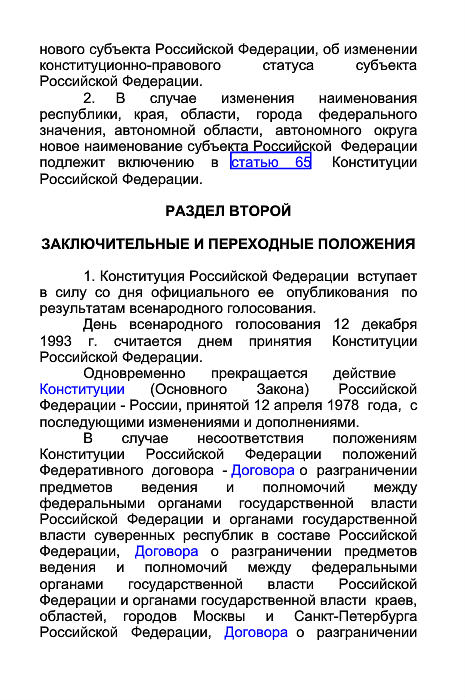 нового субъекта Российской Федерации, об изменении
конституционно-правового статуса субъекта
Российской Федерации.
2. В случае изменения наименования
республики, края, области, города федерального
значения, автономной области, автономного округа
новое наименование субъекта Российской Федерации
подлежит включению в статью 65 Конституции
Российской Федерации.
РАЗДЕЛ ВТОРОЙ
ЗАКЛЮЧИТЕЛЬНЫЕ И ПЕРЕХОДНЫЕ ПОЛОЖЕНИЯ
1. Конституция Российской Федерации вступает
в силу со дня официального ее опубликования по
результатам всенародного голосования.
День всенародного голосования 12 декабря
1993 г. считается днем принятия Конституции
Российской Федерации.
Одновременно прекращается действие
Конституции (Основного Закона) Российской
Федерации - России, принятой 12 апреля 1978 года, с
последующими изменениями и дополнениями.
В случае несоответствия положениям
Конституции Российской Федерации положений
Федеративного договора - Договора о разграничении
предметов ведения и полномочий между
федеральными органами государственной власти
Российской Федерации и органами государственной
власти суверенных республик в составе Российской
Федерации, Договора о разграничении предметов
ведения и полномочий между федеральными
органами государственной власти Российской
Федерации и органами государственной власти краев,
областей, городов Москвы и Санкт-Петербурга
Российской Федерации, Договора о разграничении